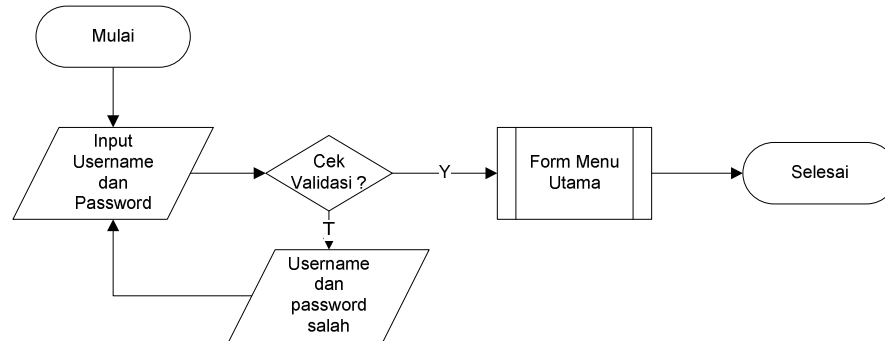 Mulai
Input
Username
dan
Password
Cek
Validasi ?
Y
Form Menu
Utama
Selesai
T
Username
dan
password
salah